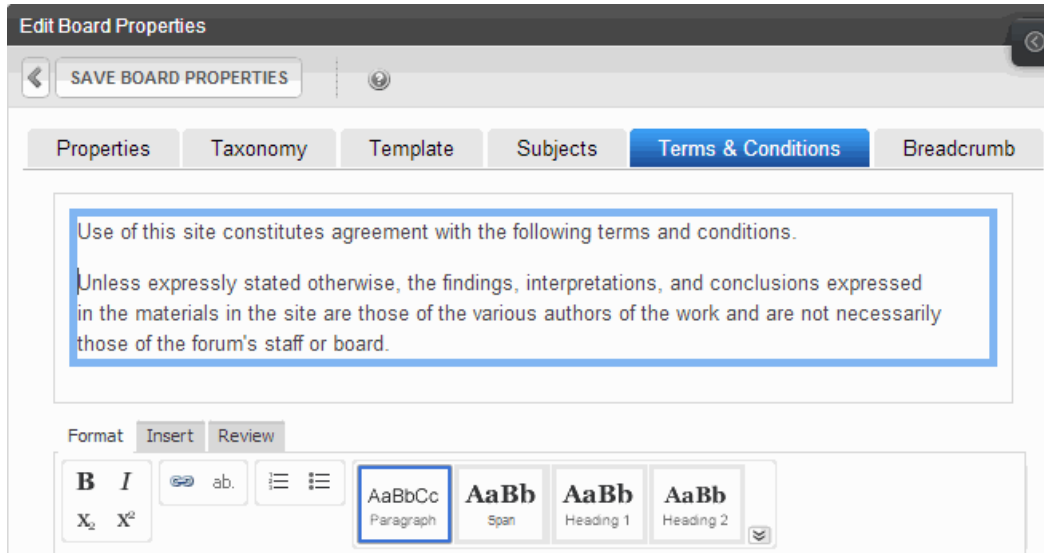 Edit Board Properties
SAVE BOARD PROPERTIES
Properties Taxonomy Template Subjects Terms & Conditions Breadcrumb
Use of this site constitutes agreement with the following terms and conditions.
Unless expressly stated otherwise, the findings, interpretations, and conclusions expressed
in the materials in the site are those of the various authors of the work and are not necessarily
those of the forum's staff or board.
Format Insert Review
B I ab. AaBbCc AaBb AaBb AaBb
X₂ X² Paragraph Span Heading 1 Heading 2